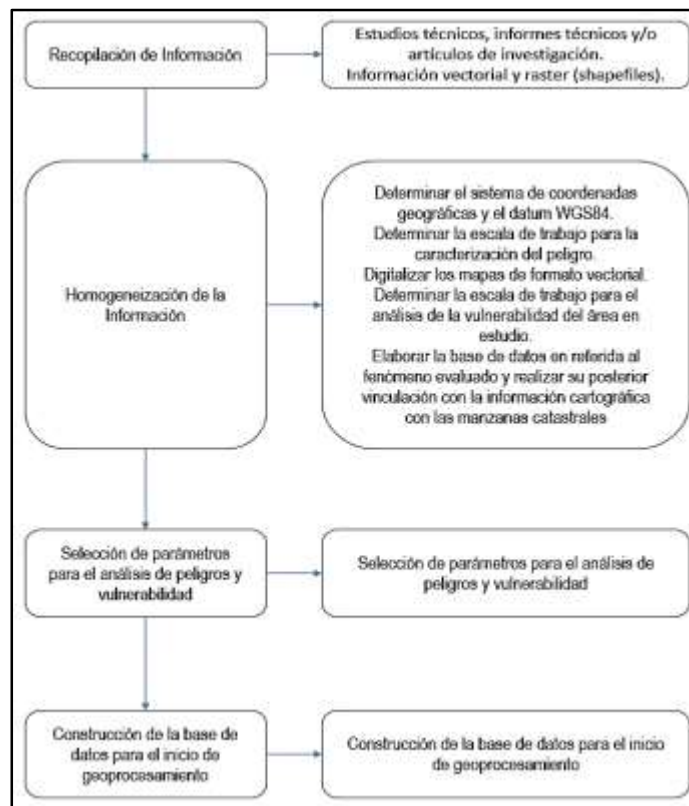 Recopilación de
Información
Estudios técnicos, informes técnicos y/o
artículos de investigación.
Información vectorial y raster (shapefiles).
Homogeneización de la
Información
Determinar el sistema de coordenadas
geográficas y el datum WGS84.
Determinar la escala de trabajo para la
caracterización del peligro.
Digitalizar los mapas de formato vectorial.
Determinar la escala de trabajo para el
análisis de la vulnerabilidad del área en
estudio.
Elaborar la base de datos en referida al
fenómeno evaluado y realizar su posterior
vinculación con la información cartográfica
con las manzanas catastrales
Selección de parámetros
para el análisis de peligros y
vulnerabilidad
Selección de parámetros para el análisis de
peligros y vulnerabilidad
Construcción de la base de
datos para el inicio de
geoprocesamiento
Construcción de la base de datos para el inicio
de geoprocesamiento